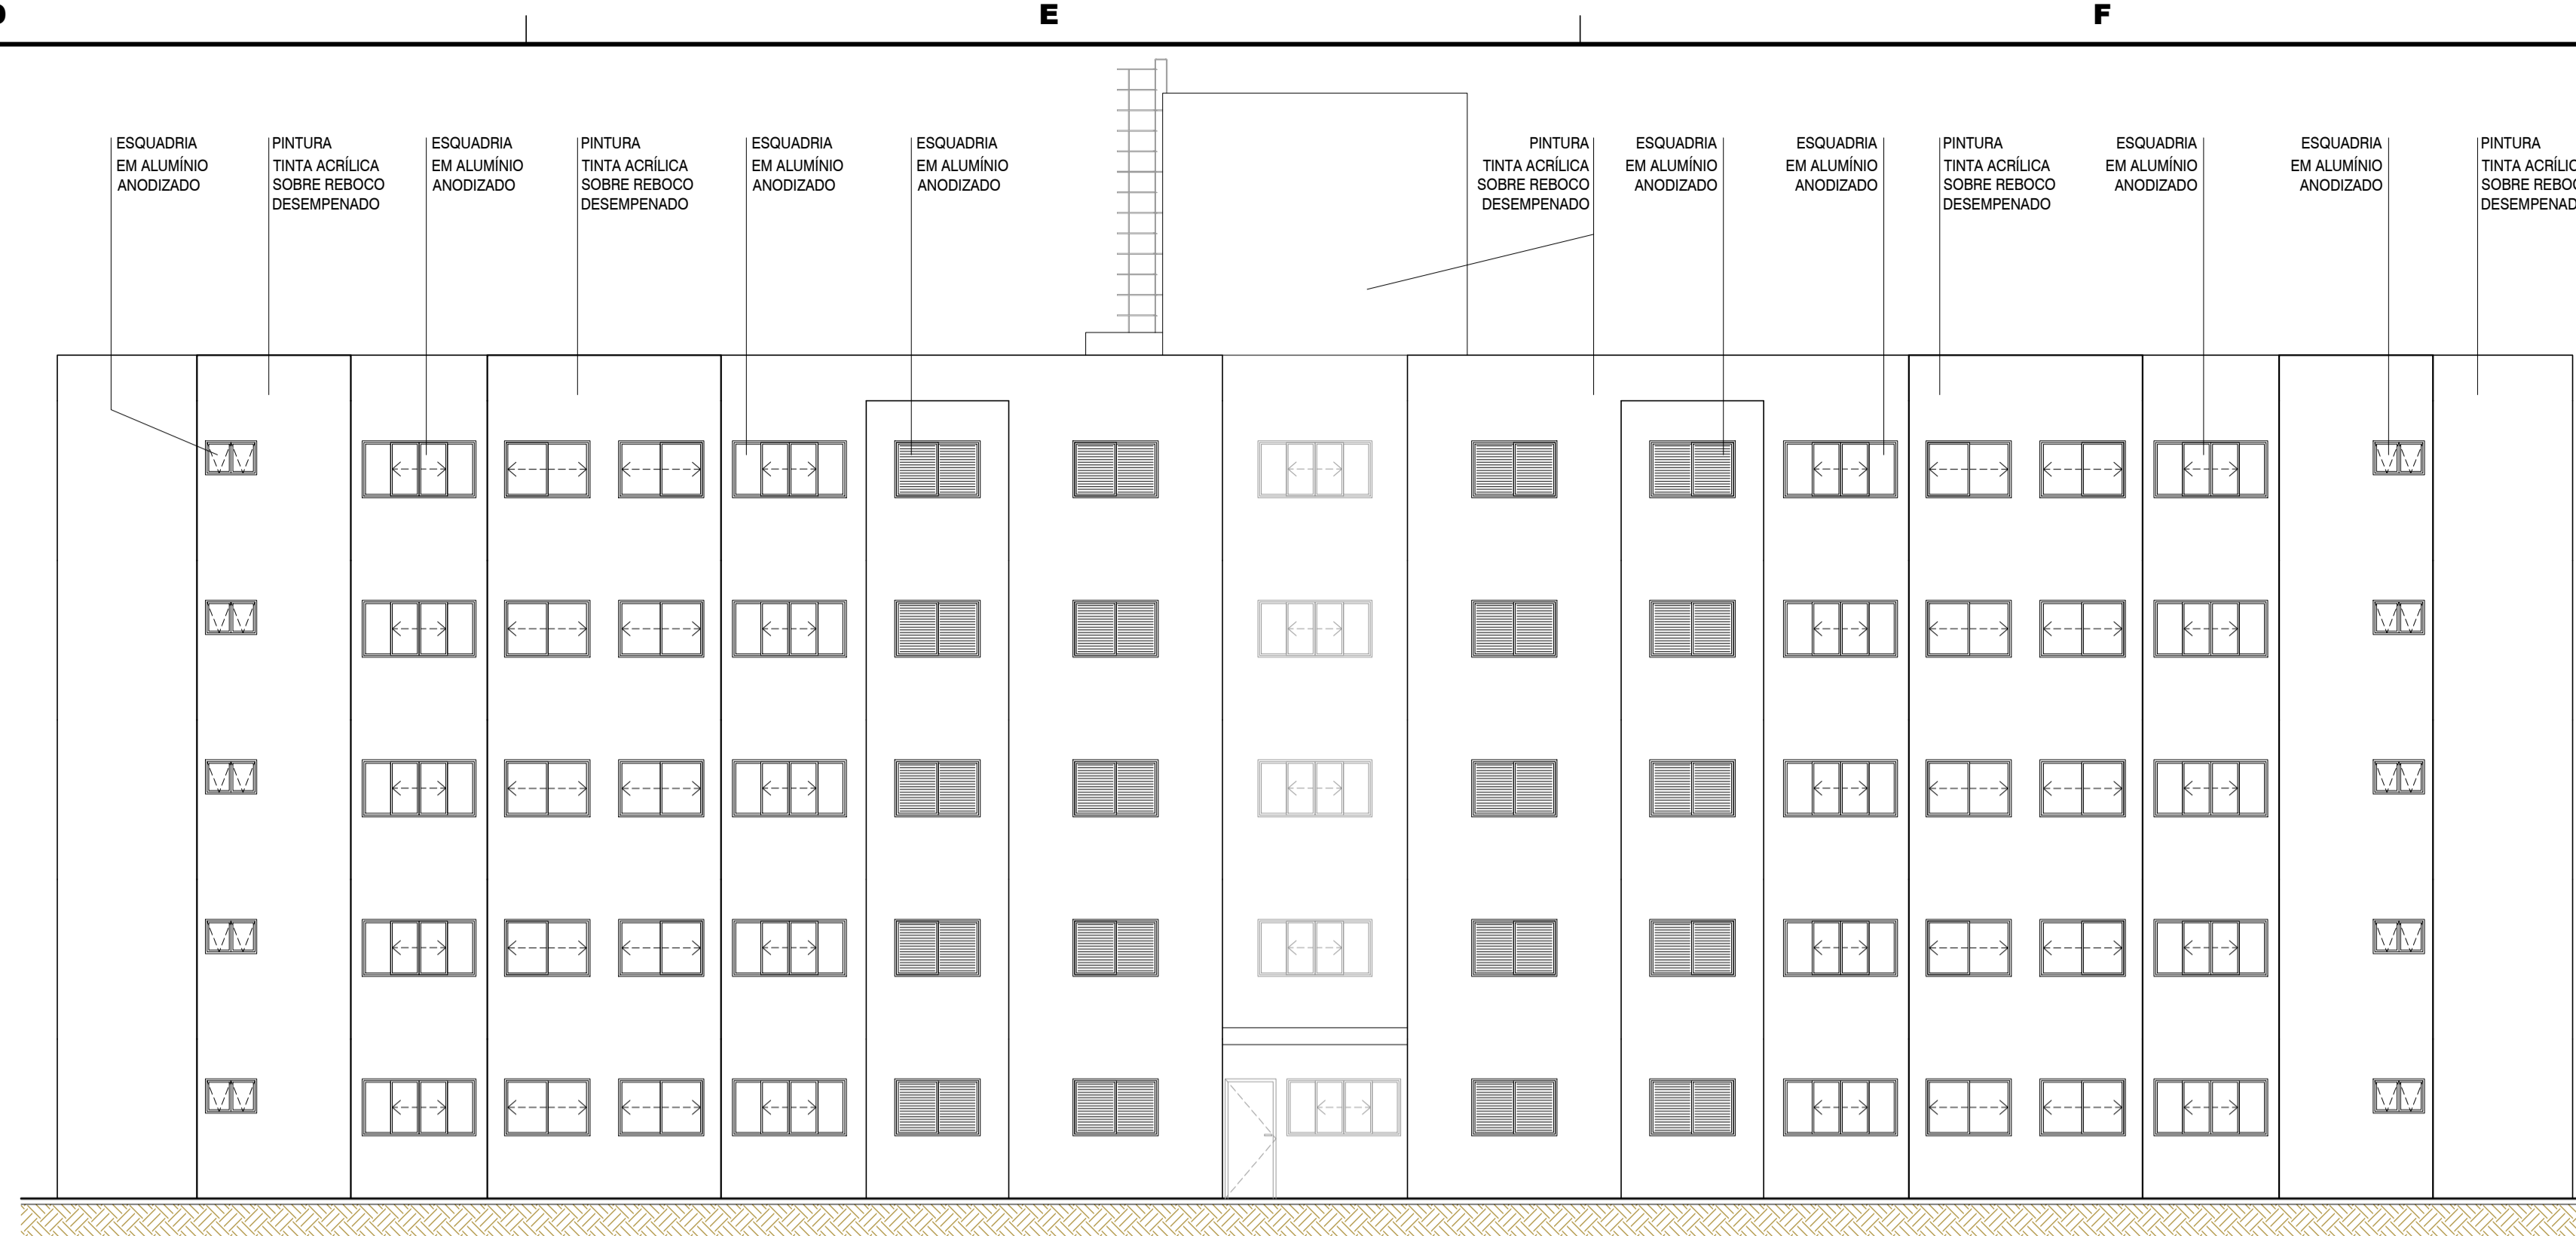 E
F
ESQUADRIA
EM ALUMÍNIO
ANODIZADO
PINTURA
TINTA ACRÍLICA
SOBRE REBOCO
DESEMPENADO
ESQUADRIA
EM ALUMÍNIO
ANODIZADO
PINTURA
TINTA ACRÍLICA
SOBRE REBOCO
DESEMPENADO
ESQUADRIA
EM ALUMÍNIO
ANODIZADO
ESQUADRIA
EM ALUMÍNIO
ANODIZADO
PINTURA
TINTA ACRÍLICA
SOBRE REBOCO
DESEMPENADO
ESQUADRIA
EM ALUMÍNIO
ANODIZADO
ESQUADRIA
EM ALUMÍNIO
ANODIZADO
PINTURA
TINTA ACRÍLICA
SOBRE REBOCO
DESEMPENADO
ESQUADRIA
EM ALUMÍNIO
ANODIZADO
ESQUADRIA
EM ALUMÍNIO
ANODIZADO
PINTURA
TINTA
SOBRE